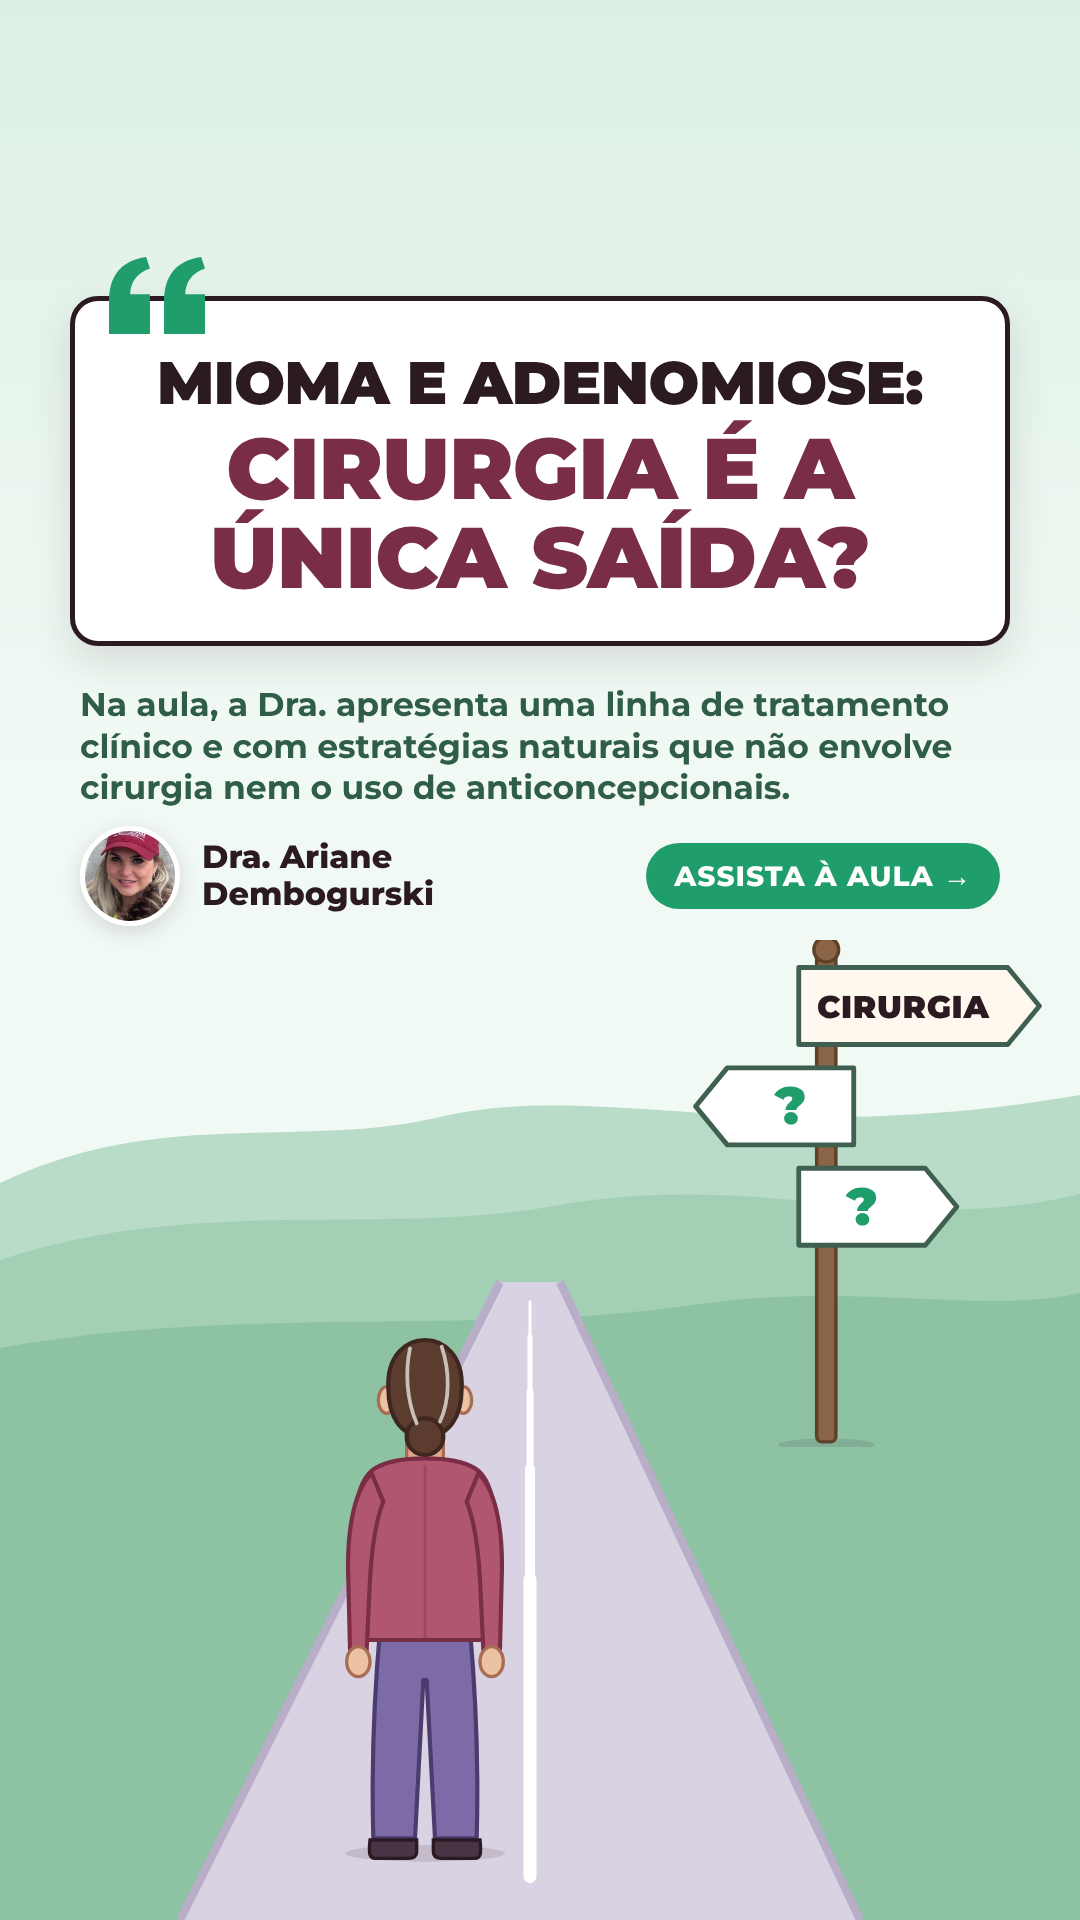 “
MIOMA E ADENOMIOSE:
CIRURGIA É A
ÚNICA SAÍDA?
Na aula, a Dra. apresenta uma linha de tratamento
clínico e com estratégias naturais que não envolve
cirurgia nem o uso de anticoncepcionais.
Dra. Ariane
Dembogurski
ASSISTA À AULA →
CIRURGIA
?
?